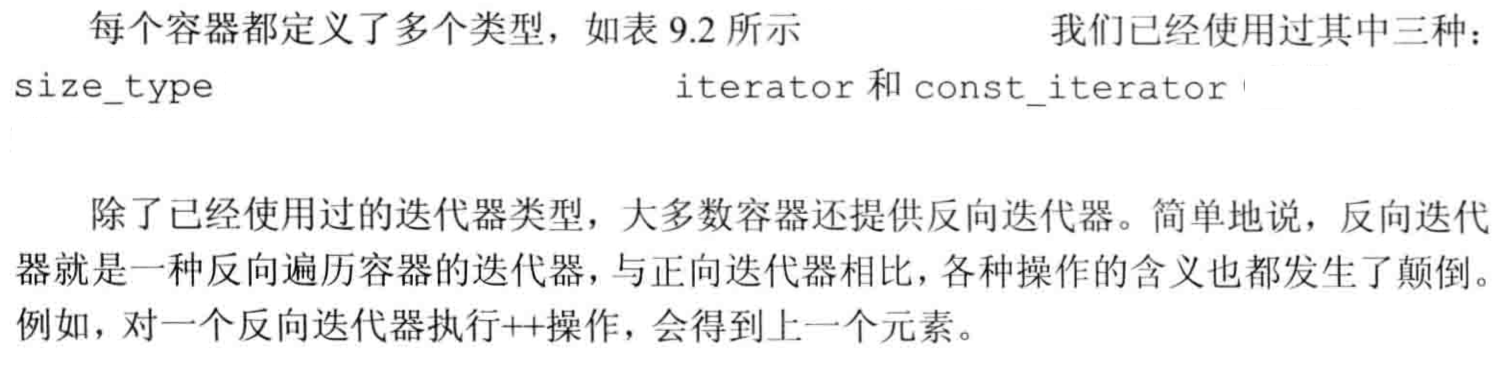 每个容器都定义了多个类型，如表 9.2 所示 我们已经使用过其中三种：
size_type iterator 和 const_iterator
除了已经使用过的迭代器类型，大多数容器还提供反向迭代器。简单地说，反向迭代
器就是一种反向遍历容器的迭代器，与正向迭代器相比，各种操作的含义也都发生了颠倒。
例如，对一个反向迭代器执行++操作，会得到上一个元素。